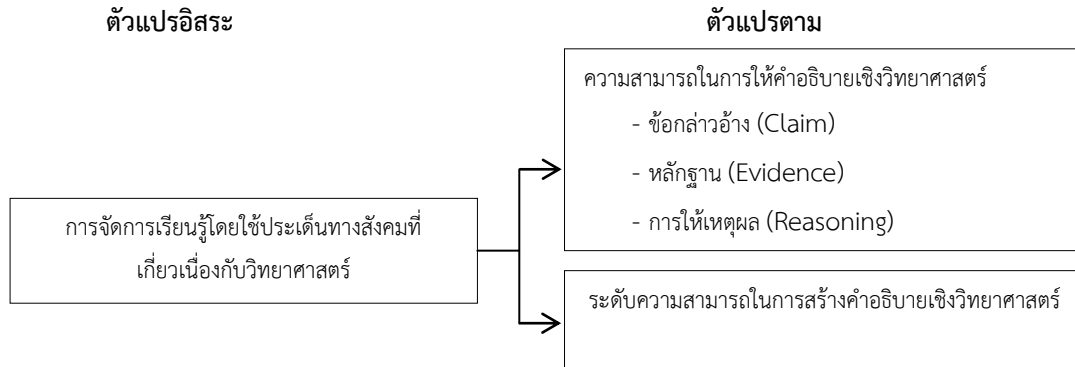 ตัวแปรอิสระ
ตัวแปรตาม
ความสามารถในการให้คำอธิบายเชิงวิทยาศาสตร์
- ข้อกล่าวอ้าง (Claim)
- หลักฐาน (Evidence)
- การให้เหตุผล (Reasoning)
การจัดการเรียนรู้โดยใช้ประเด็นทางสังคมที่
เกี่ยวเนื่องกับวิทยาศาสตร์
ระดับความสามารถในการสร้างคำอธิบายเชิงวิทยาศาสตร์